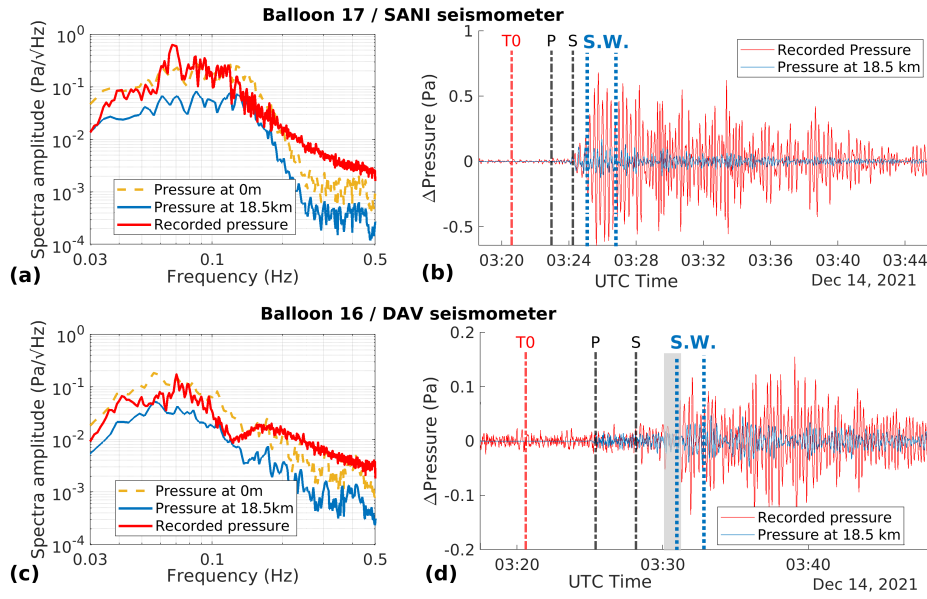 Balloon 17 / SANI seismometer
Spectra amplitude (Pa/√Hz)
10^0
10^-1
10^-2
10^-3
10^-4
Pressure at 0m
Pressure at 18.5km
Recorded pressure
0.03
0.1
0.5
Frequency (Hz)
(a)
ΔPressure (Pa)
1
0.5
0
-0.5
T0
P
S
S.W.
Recorded Pressure
Pressure at 18.5 km
03:20
03:24
03:28
03:32
03:36
03:40
03:44
UTC Time
Dec 14, 2021
(b)
Balloon 16 / DAV seismometer
Spectra amplitude (Pa/√Hz)
10^0
10^-1
10^-2
10^-3
10^-4
Pressure at 0m
Pressure at 18.5km
Recorded pressure
0.03
0.1
0.5
Frequency (Hz)
(c)
ΔPressure (Pa)
0.2
0.1
0
-0.1
-0.2
T0
P
S
S.W.
Recorded pressure
Pressure at 18.5 km
03:20
03:30
03:40
UTC Time
Dec 14, 2021
(d)